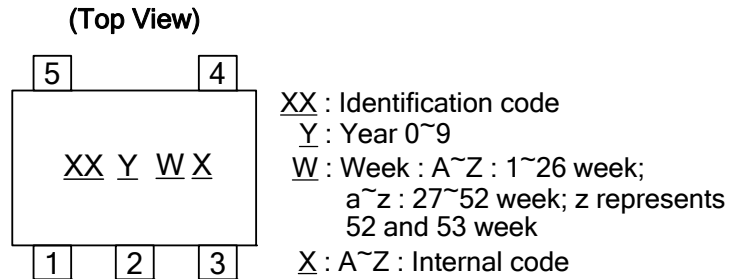 (Top View)
5 4
XX Y W X
1 2 3
XX : Identification code
Y : Year 0~9
W : Week : A~Z : 1~26 week;
a~z : 27~52 week; z represents
52 and 53 week
X : A~Z : Internal code